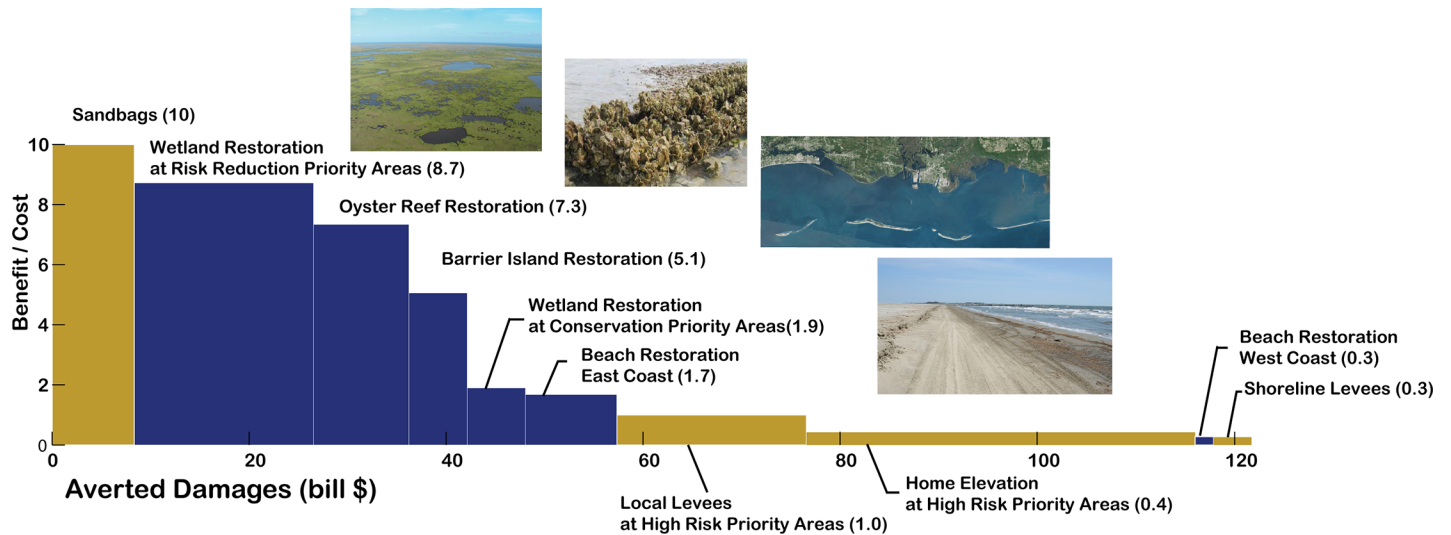 Sandbags (10)
Wetland Restoration
at Risk Reduction Priority Areas (8.7)
Oyster Reef Restoration (7.3)
Barrier Island Restoration (5.1)
Wetland Restoration
at Conservation Priority Areas(1.9)
Beach Restoration
East Coast (1.7)
Beach Restoration
West Coast (0.3)
Shoreline Levees (0.3)
Benefit / Cost
10
8
6
4
2
0
0 20 40 60 80 100 120
Averted Damages (bill $)
Local Levees
at High Risk Priority Areas (1.0)
Home Elevation
at High Risk Priority Areas (0.4)